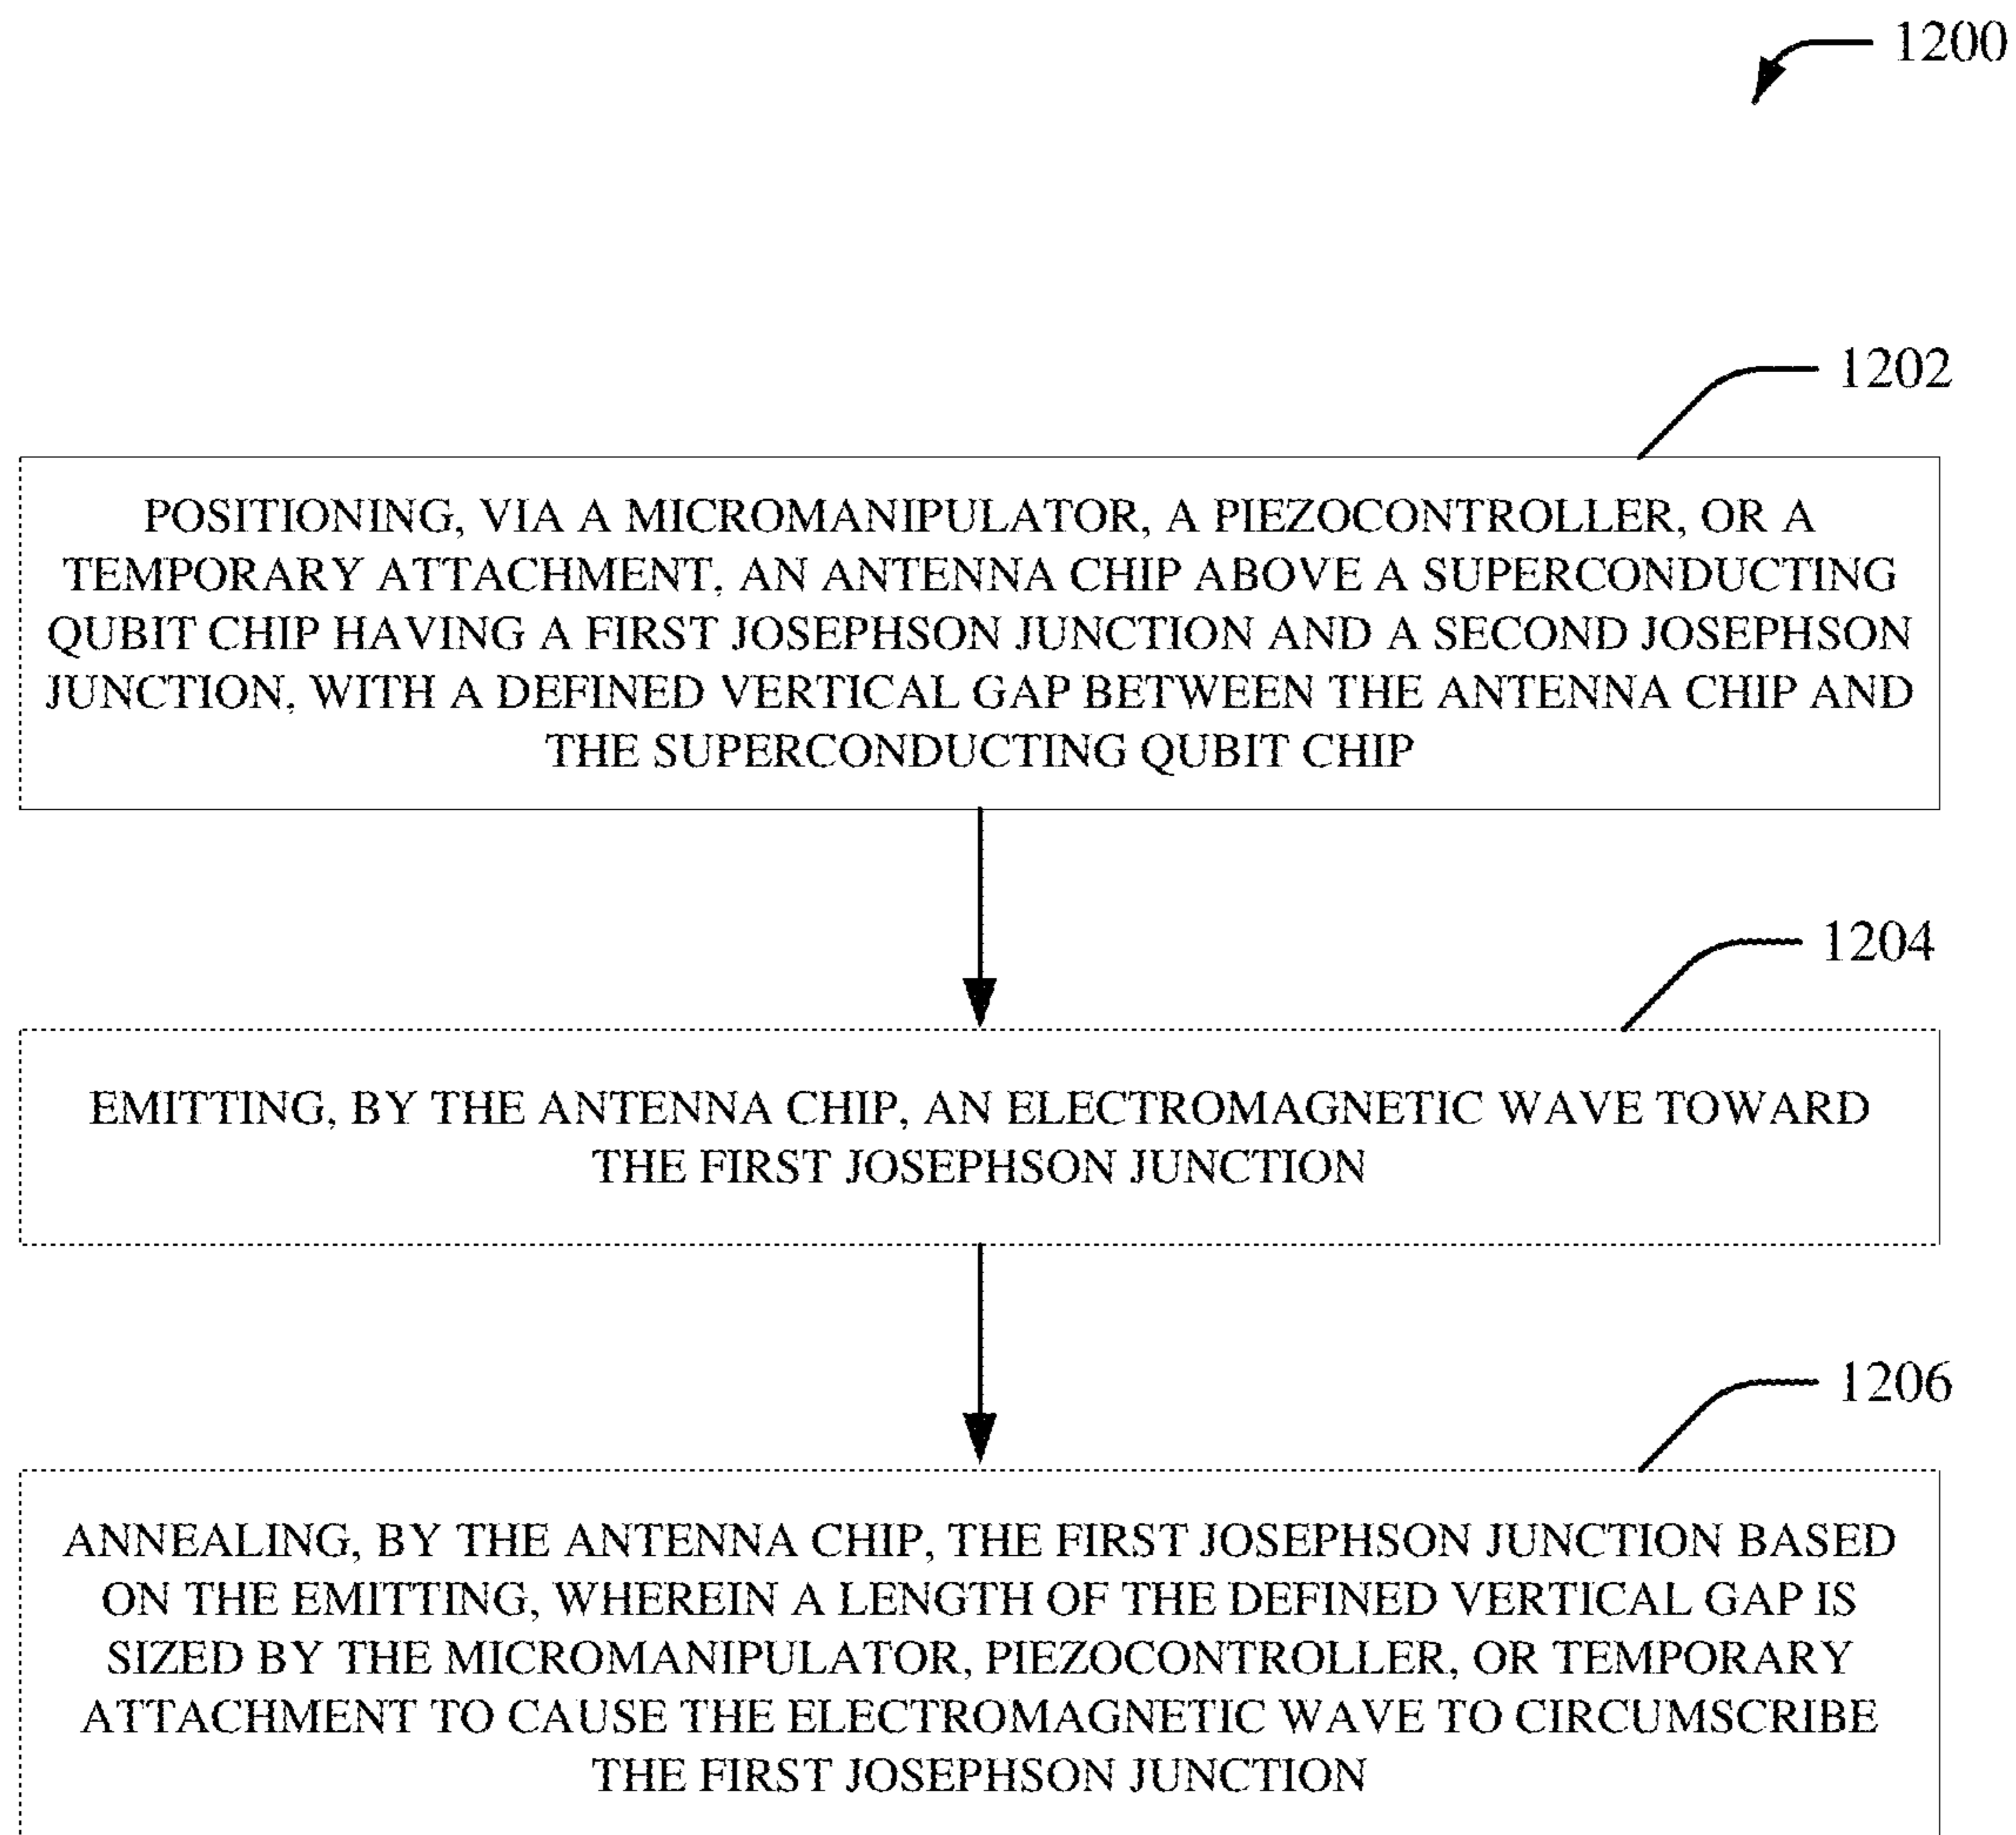 1200
1202
POSITIONING, VIA A MICROMANIPULATOR, A PIEZOCONTROLLER, OR A
TEMPORARY ATTACHMENT, AN ANTENNA CHIP ABOVE A SUPERCONDUCTING
QUBIT CHIP HAVING A FIRST JOSEPHSON JUNCTION AND A SECOND JOSEPHSON
JUNCTION, WITH A DEFINED VERTICAL GAP BETWEEN THE ANTENNA CHIP AND
THE SUPERCONDUCTING QUBIT CHIP
1204
EMITTING, BY THE ANTENNA CHIP, AN ELECTROMAGNETIC WAVE TOWARD
THE FIRST JOSEPHSON JUNCTION
1206
ANNEALING, BY THE ANTENNA CHIP, THE FIRST JOSEPHSON JUNCTION BASED
ON THE EMITTING, WHEREIN A LENGTH OF THE DEFINED VERTICAL GAP IS
SIZED BY THE MICROMANIPULATOR, PIEZOCONTROLLER, OR TEMPORARY
ATTACHMENT TO CAUSE THE ELECTROMAGNETIC WAVE TO CIRCUMSCRIBE
THE FIRST JOSEPHSON JUNCTION